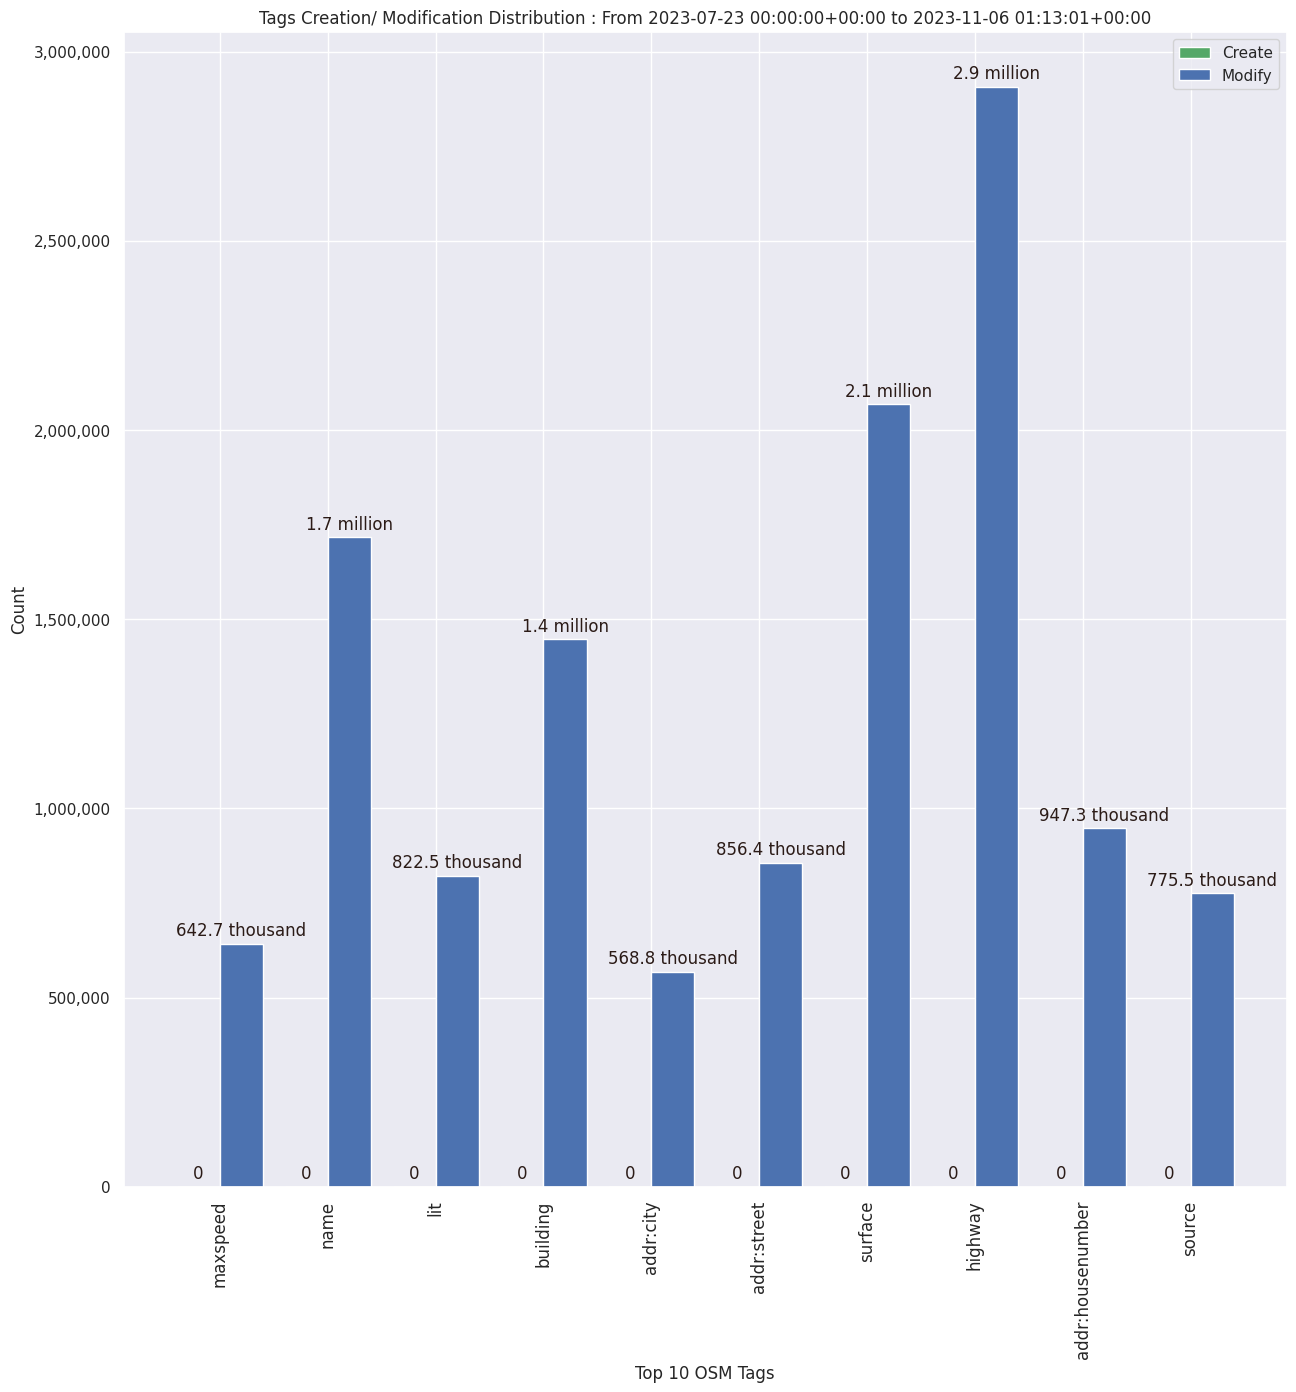 Tags Creation/ Modification Distribution : From 2023-07-23 00:00:00+00:00 to 2023-11-06 01:13:01+00:00
Create
Modify
3,000,000
2,500,000
2,000,000
1,500,000
1,000,000
500,000
0
Count
2.9 million
2.1 million
1.7 million
1.4 million
947.3 thousand
856.4 thousand
822.5 thousand
775.5 thousand
642.7 thousand
568.8 thousand
0 0 0 0 0 0 0 0 0 0
maxspeed
name
lit
building
addr:city
addr:street
surface
highway
addr:housenumber
source
Top 10 OSM Tags